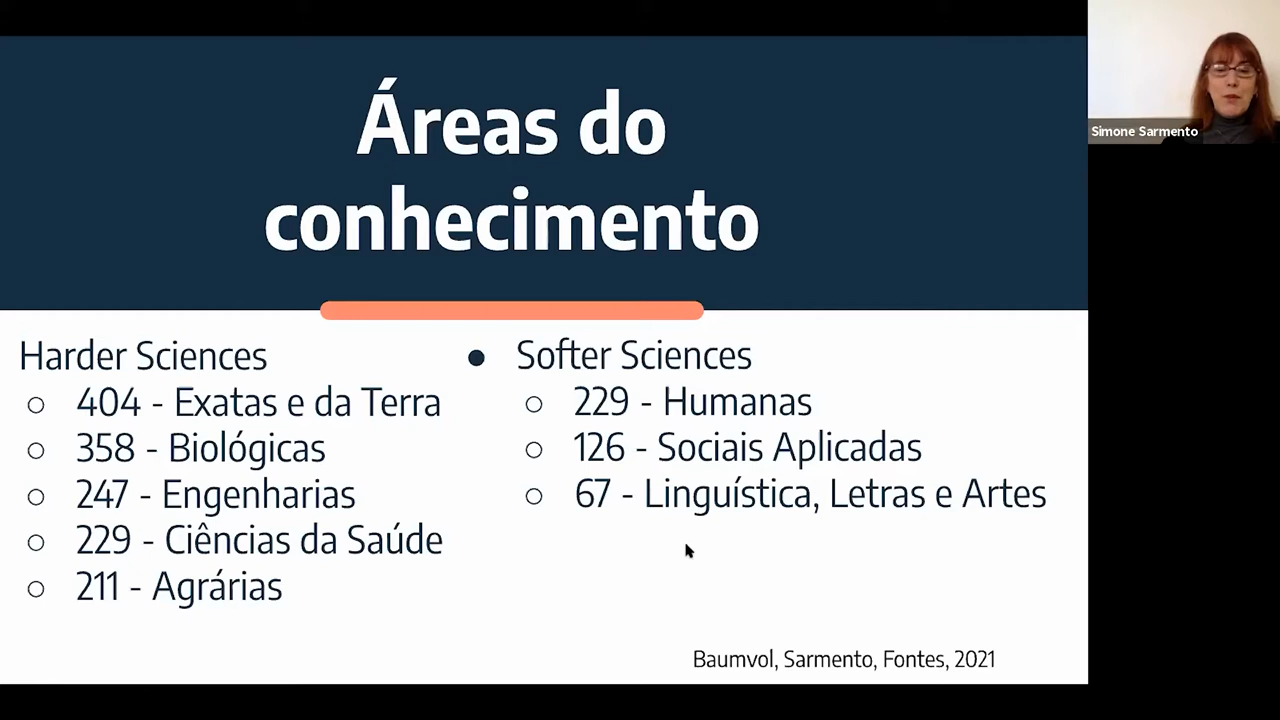 Áreas do
conhecimento
Simone Sarmento
Harder Sciences
○ 404 - Exatas e da Terra
○ 358 - Biológicas
○ 247 - Engenharias
○ 229 - Ciências da Saúde
○ 211 - Agrárias
● Softer Sciences
○ 229 - Humanas
○ 126 - Sociais Aplicadas
○ 67 - Linguística, Letras e Artes
Baumvol, Sarmento, Fontes, 2021